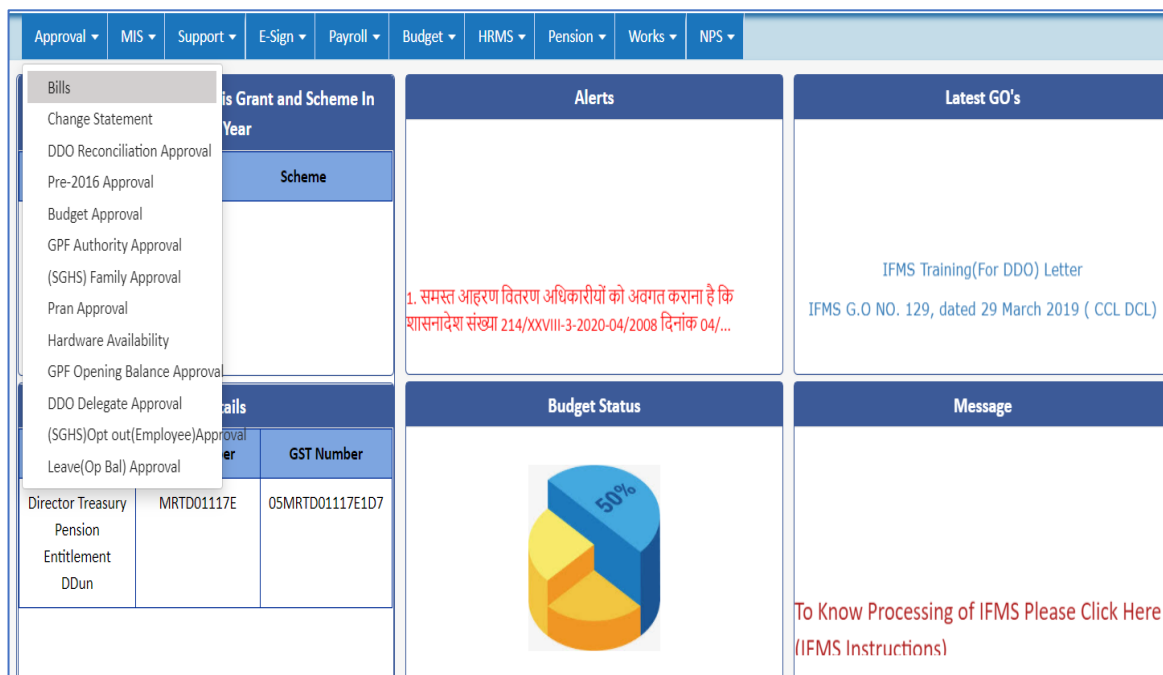 Approval MIS Support E-Sign Payroll Budget HRMS Pension Works NPS
Bills
Change Statement
DDO Reconciliation Approval
Pre-2016 Approval
Budget Approval
GPF Authority Approval
(SGHS) Family Approval
Pran Approval
Hardware Availability
GPF Opening Balance Approval
DDO Delegate Approval
(SGHS)Opt out(Employee)Approval
Leave(Op Bal) Approval
is Grant and Scheme In
Year
Scheme
Alerts
1. समस्त आहरण वितरण अधिकारीयों को अवगत कराना है कि
शासनादेश संख्या 214/XXVIII-3-2020-04/2008 दिनांक 04/...
Latest GO's
IFMS Training(For DDO) Letter
IFMS G.O NO. 129, dated 29 March 2019 ( CCL DCL)
GST Number
Director Treasury
Pension
Entitlement
DDun
MRTD01117E
05MRTD01117E1D7
Budget Status
50%
Message
To Know Processing of IFMS Please Click Here
(IFMS Instructions)